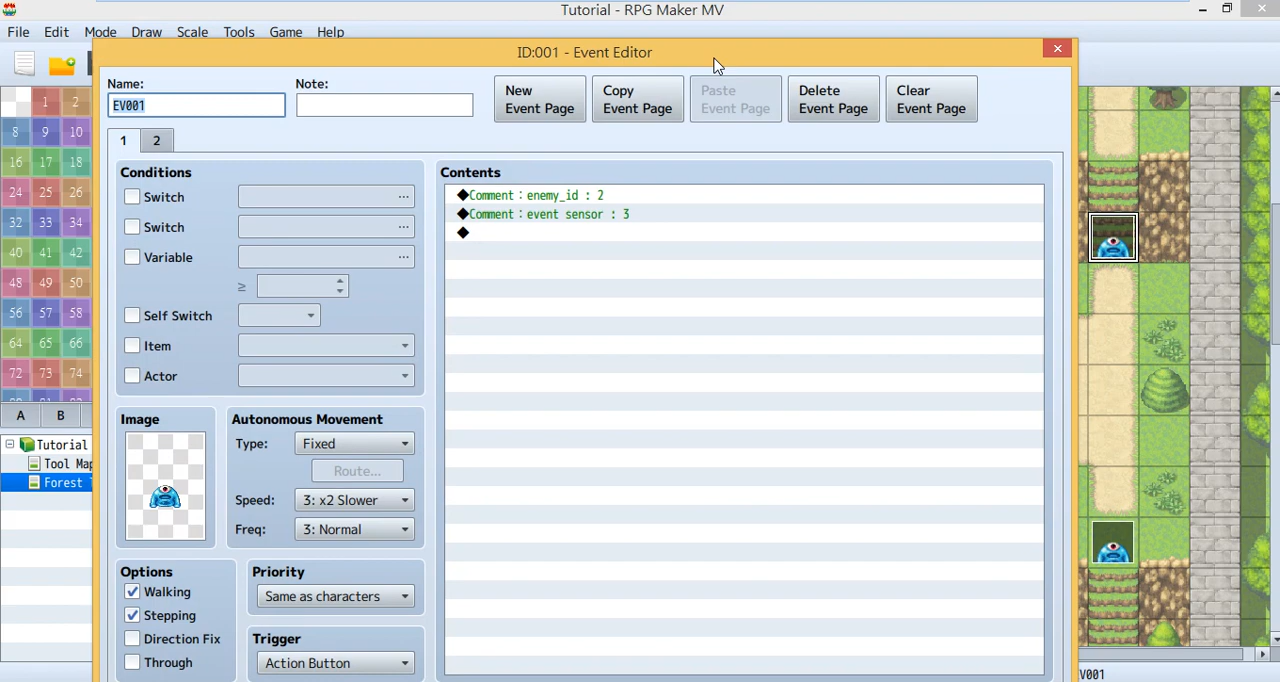 Tutorial - RPG Maker MV
File Edit Mode Draw Scale Tools Game Help
ID:001 - Event Editor
Name: Note:
EV001
New Event Page
Copy Event Page
Paste Event Page
Delete Event Page
Clear Event Page
1 2
Conditions
Switch ...
Switch ...
Variable ...
≥
Self Switch
Item
Actor
Image
Autonomous Movement
Type: Fixed
Route...
Speed: 3: x2 Slower
Freq: 3: Normal
Options
Walking
Stepping
Direction Fix
Through
Priority
Same as characters
Trigger
Action Button
Contents
◆Comment：enemy_id : 2
◆Comment：event sensor : 3
◆
1 2
8 9 10
16 17 18
24 25 26
32 33 34
40 41 42
48 49 50
56 57 58
64 65 66
72 73 74
A B
Tutorial
Tool Map
Forest
V001